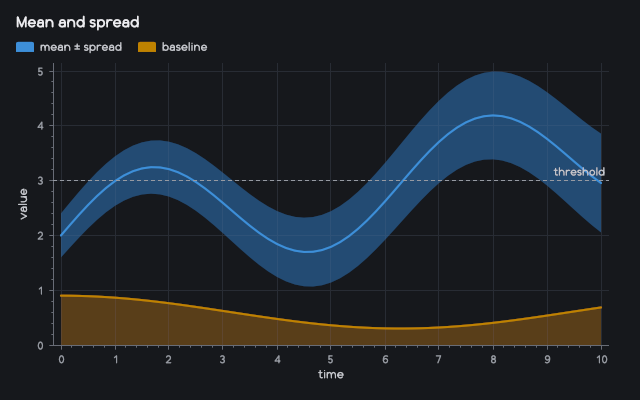 Mean and spread
mean ± spread
baseline
5
4
3
2
1
0
threshold
value
0 1 2 3 4 5 6 7 8 9 10
time